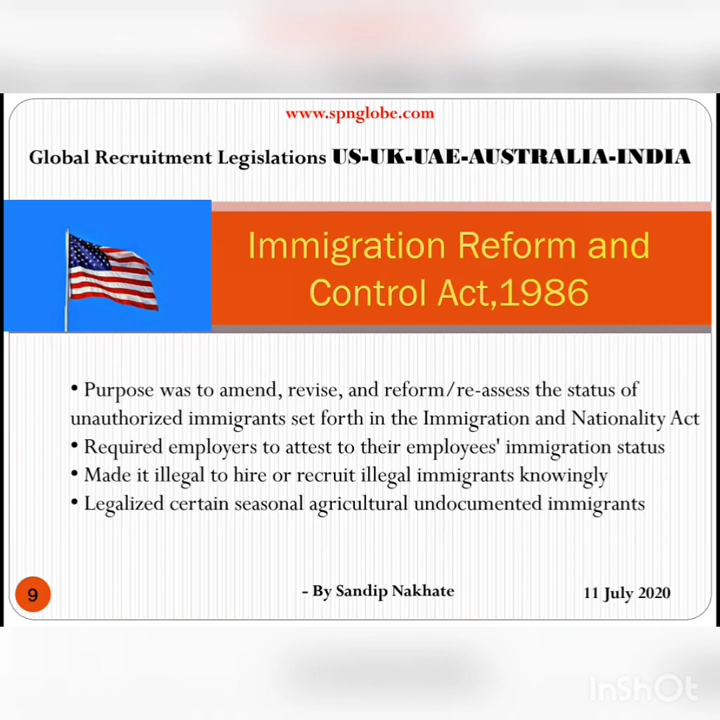 www.spnglobe.com
Global Recruitment Legislations US-UK-UAE-AUSTRALIA-INDIA
Immigration Reform and
Control Act,1986
• Purpose was to amend, revise, and reform/re-assess the status of
unauthorized immigrants set forth in the Immigration and Nationality Act
• Required employers to attest to their employees' immigration status
• Made it illegal to hire or recruit illegal immigrants knowingly
• Legalized certain seasonal agricultural undocumented immigrants
9
- By Sandip Nakhate
11 July 2020
InShOt